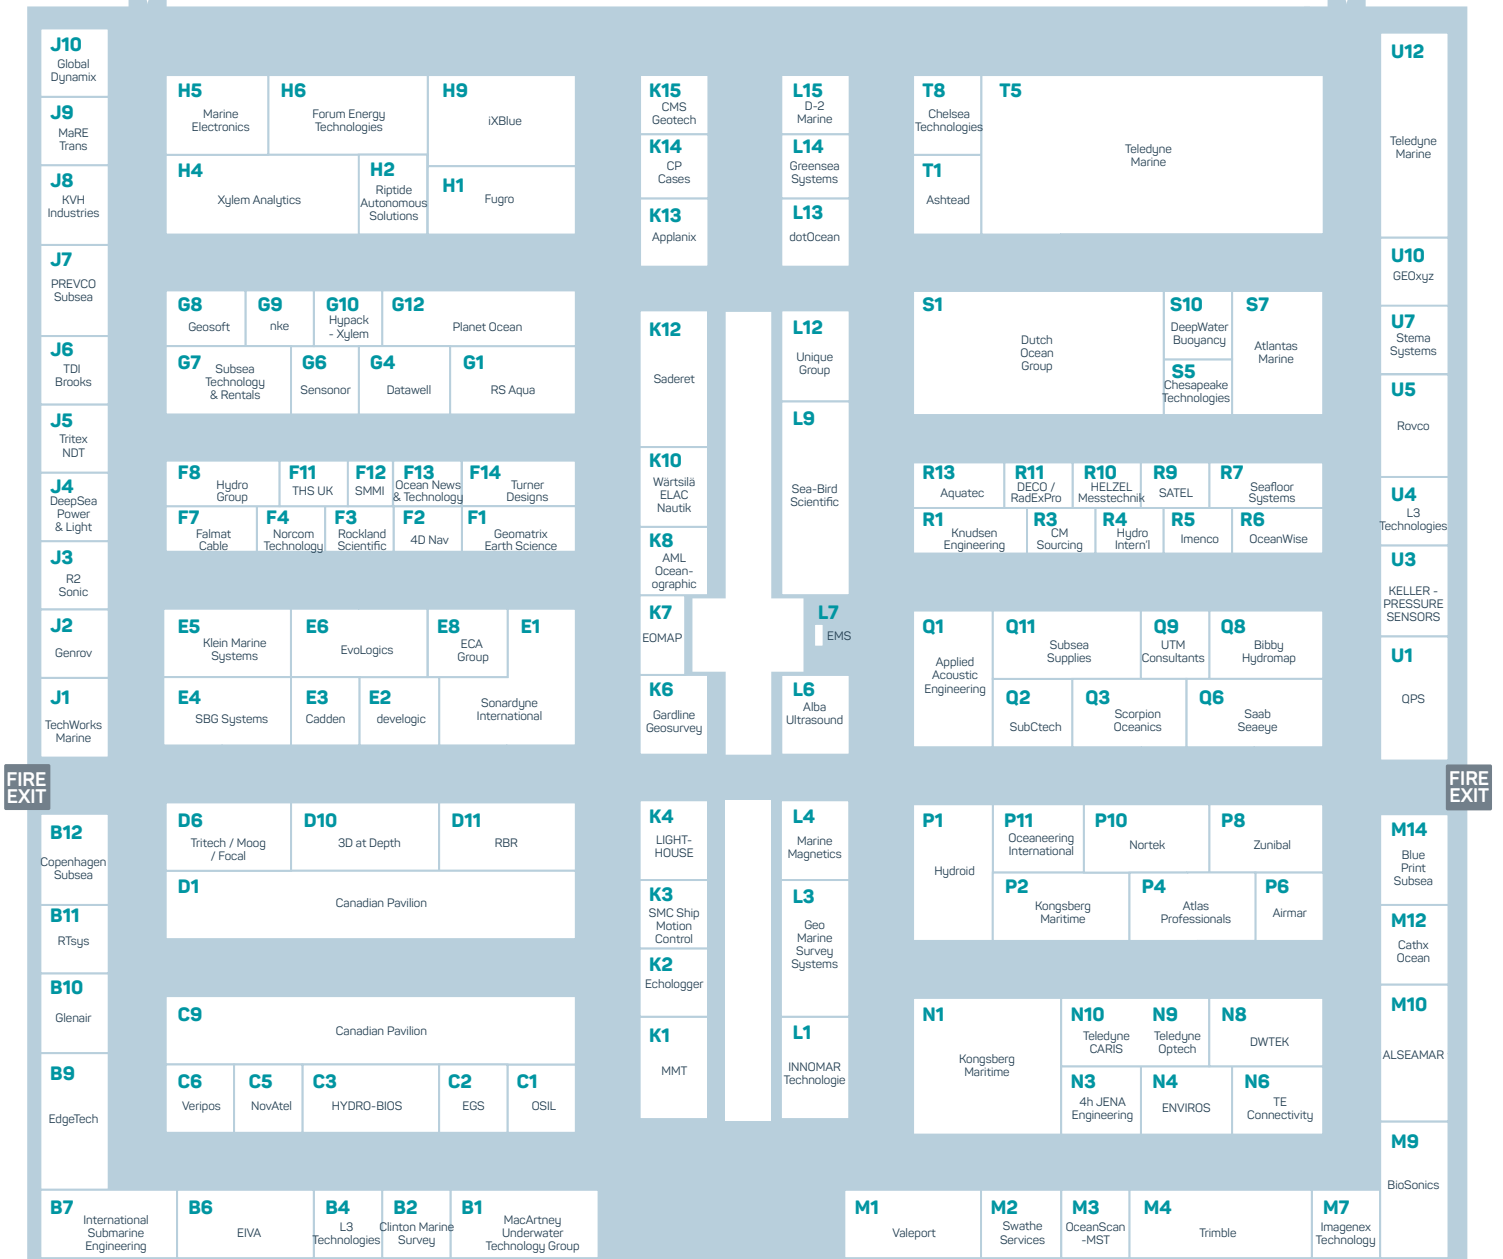 J10
Global
Dynamix
J9
MaRE
Trans
J8
KVH
Industries
J7
PREVCO
Subsea
J6
TDI
Brooks
J5
Tritex
NDT
J4
DeepSea
Power
& Light
J3
R2
Sonic
J2
Genrov
J1
TechWorks
Marine
FIRE
EXIT
B12
Copenhagen
Subsea
B11
RTsys
B10
Glenair
B9
EdgeTech
B7
International
Submarine
Engineering
B6
EIVA
B4
L3
Technologies
B2
Clinton Marine
Survey
B1
MacArtney
Underwater
Technology Group
H5
Marine
Electronics
H6
Forum Energy
Technologies
H9
iXBlue
H4
Xylem Analytics
H2
Riptide
Autonomous
Solutions
H1
Fugro
G8
Geosoft
G9
nke
G10
Hypack
- Xylem
G12
Planet Ocean
G7
Subsea
Technology
& Rentals
G6
Sensonor
G4
Datawell
G1
RS Aqua
F8
Hydro
Group
F11
THS UK
F12
SMMI
F13
Ocean News
& Technology
F14
Turner
Designs
F7
Falmat
Cable
F4
Norcom
Technology
F3
Rockland
Scientific
F2
4D Nav
F1
Geomatrix
Earth Science
E5
Klein Marine
Systems
E6
EvoLogics
E8
ECA
Group
E1
Sonardyne
International
E4
SBG Systems
E3
Cadden
E2
develogic
D6
Tritech / Moog
/ Focal
D10
3D at Depth
D11
RBR
D1
Canadian Pavilion
C9
Canadian Pavilion
C6
Veripos
C5
NovAtel
C3
HYDRO-BIOS
C2
EGS
C1
OSIL
K15
CMS
Geotech
K14
CP
Cases
K13
Applanix
K12
Saderet
K10
Wärtsilä
ELAC
Nautik
K8
AML
Ocean-
ographic
K7
EOMAP
K6
Gardline
Geosurvey
K4
LIGHT-
HOUSE
K3
SMC Ship
Motion
Control
K2
Echologger
K1
MMT
L15
D-2
Marine
L14
Greensea
Systems
L13
dotOcean
L12
Unique
Group
L9
Sea-Bird
Scientific
L7
EMS
L6
Alba
Ultrasound
L4
Marine
Magnetics
L3
Geo
Marine
Survey
Systems
L1
INNOMAR
Technologie
T8
Chelsea
Technologies
T5
Teledyne
Marine
T1
Ashtead
S1
Dutch
Ocean
Group
S10
DeepWater
Buoyancy
S7
Atlantas
Marine
S5
Chesapeake
Technologies
R13
Aquatec
R11
DECO /
RadExPro
R10
HELZEL
Messtechnik
R9
SATEL
R7
Seafloor
Systems
R1
Knudsen
Engineering
R3
CM
Sourcing
R4
Hydro
Intern'l
R5
Imenco
R6
OceanWise
Q1
Applied
Acoustic
Engineering
Q11
Subsea
Supplies
Q9
UTM
Consultants
Q8
Bibby
Hydromap
Q2
SubCtech
Q3
Scorpion
Oceanics
Q6
Saab
Seaeye
P1
Hydroid
P11
Oceaneering
International
P10
Nortek
P8
Zunibal
P2
Kongsberg
Maritime
P4
Atlas
Professionals
P6
Airmar
N1
Kongsberg
Maritime
N10
Teledyne
CARIS
N9
Teledyne
Optech
N8
DWTEK
N3
4h JENA
Engineering
N4
ENVIROS
N6
TE
Connectivity
M1
Valeport
M2
Swathe
Services
M3
OceanScan
-MST
M4
Trimble
M7
Imagenex
Technology
U12
Teledyne
Marine
U10
GEOxyz
U7
Stema
Systems
U5
Rovco
U4
L3
Technologies
U3
KELLER -
PRESSURE
SENSORS
U1
QPS
FIRE
EXIT
M14
Blue
Print
Subsea
M12
Cathx
Ocean
M10
ALSEAMAR
M9
BioSonics